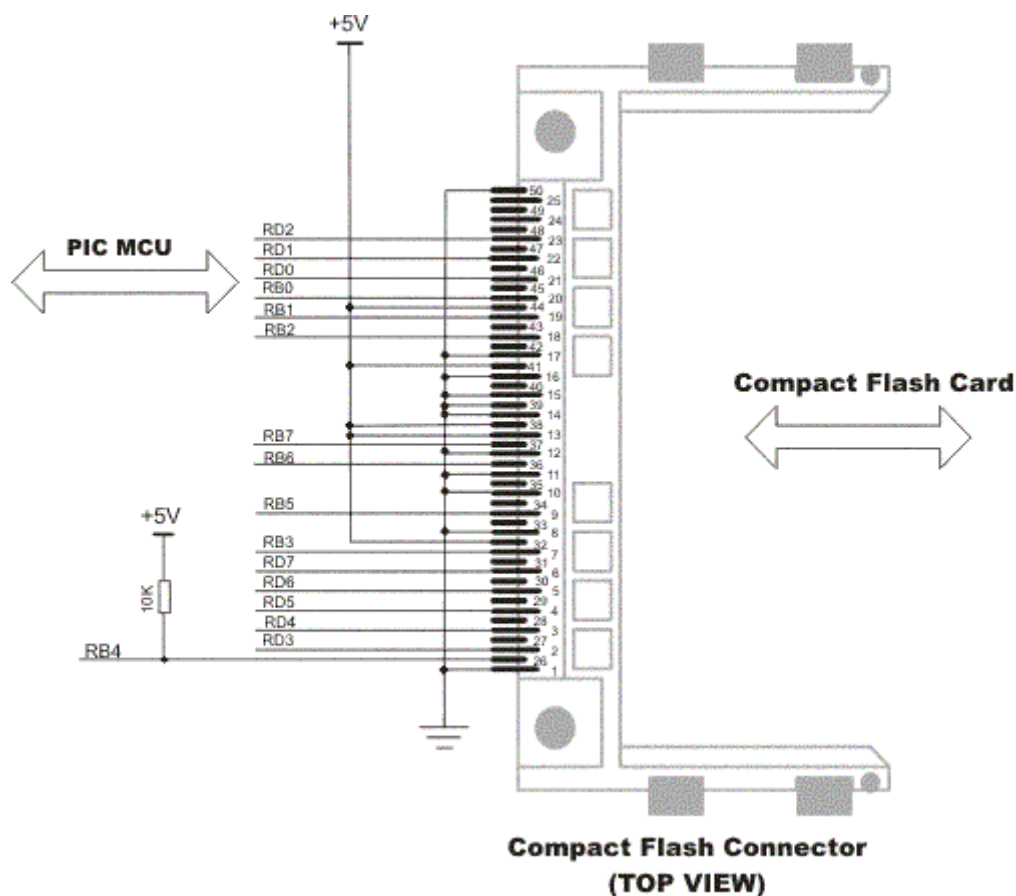 +5V
50
25
49
24
RD2
48
23
PIC MCU
RD1
47
22
RD0
46
21
RB0
45
20
RB1
44
19
RB2
43
18
42
17
41
16
40
15
Compact Flash Card
39
14
38
13
RB7
37
12
RB6
36
11
35
10
RB5
34
9
+5V
33
8
32
RB3
7
31
RD7
6
30
RD6
5
10K
29
RD5
4
28
RD4
3
27
RD3
2
RB4
26
1
Compact Flash Connector
(TOP VIEW)